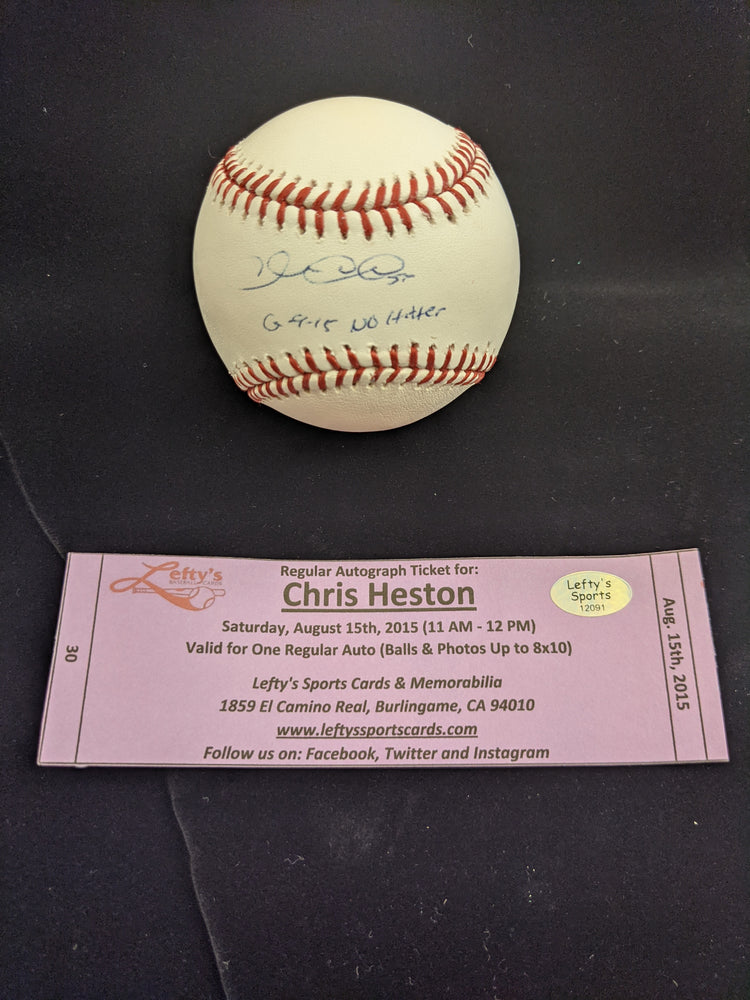 6-9-15 NO Hitter
Lefty's
BASEBALL CARDS
Regular Autograph Ticket for:
Chris Heston
Lefty's
Sports
12091
Saturday, August 15th, 2015 (11 AM - 12 PM)
Valid for One Regular Auto (Balls & Photos Up to 8x10)
Lefty's Sports Cards & Memorabilia
1859 El Camino Real, Burlingame, CA 94010
www.leftyssportscards.com
Follow us on: Facebook, Twitter and Instagram
30
Aug. 15th, 2015